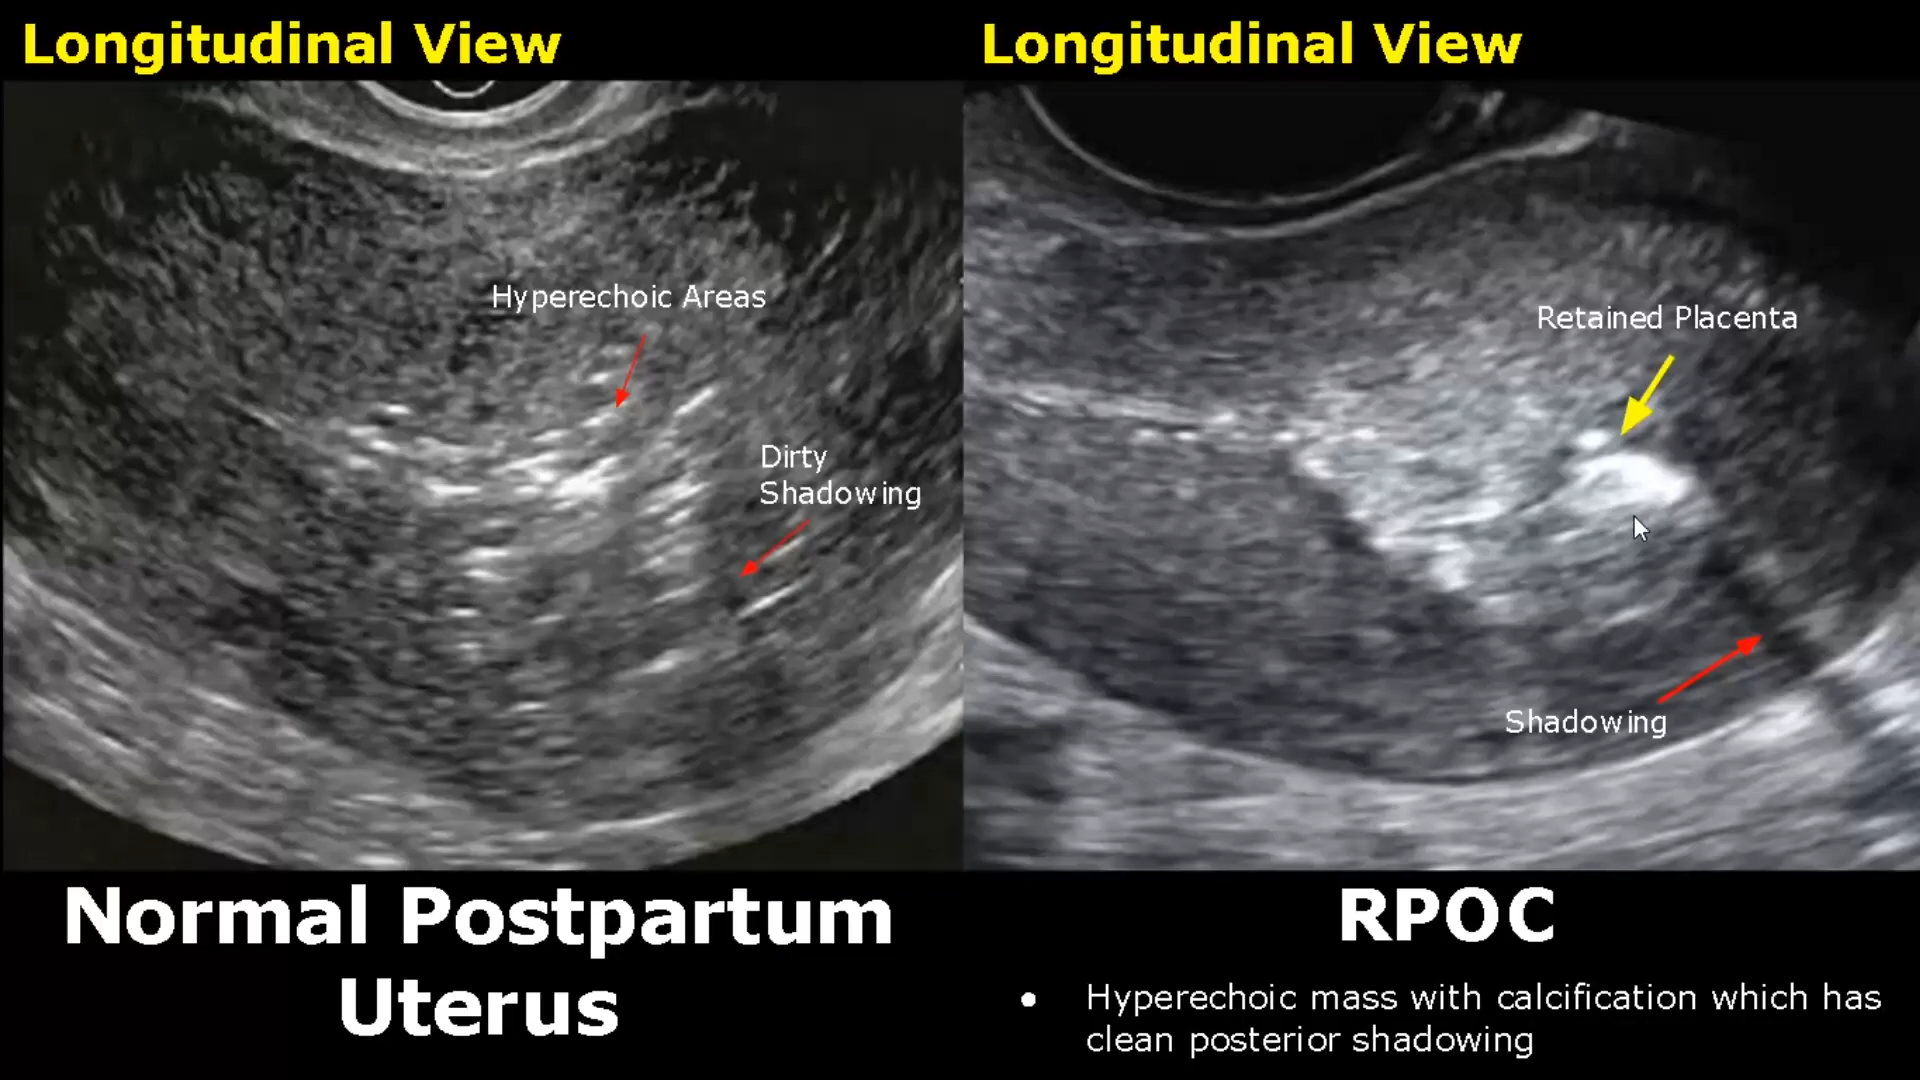 Longitudinal View
Hyperechoic Areas
Dirty
Shadowing
Normal Postpartum
Uterus
Longitudinal View
Retained Placenta
Shadowing
RPOC
• Hyperechoic mass with calcification which has
clean posterior shadowing